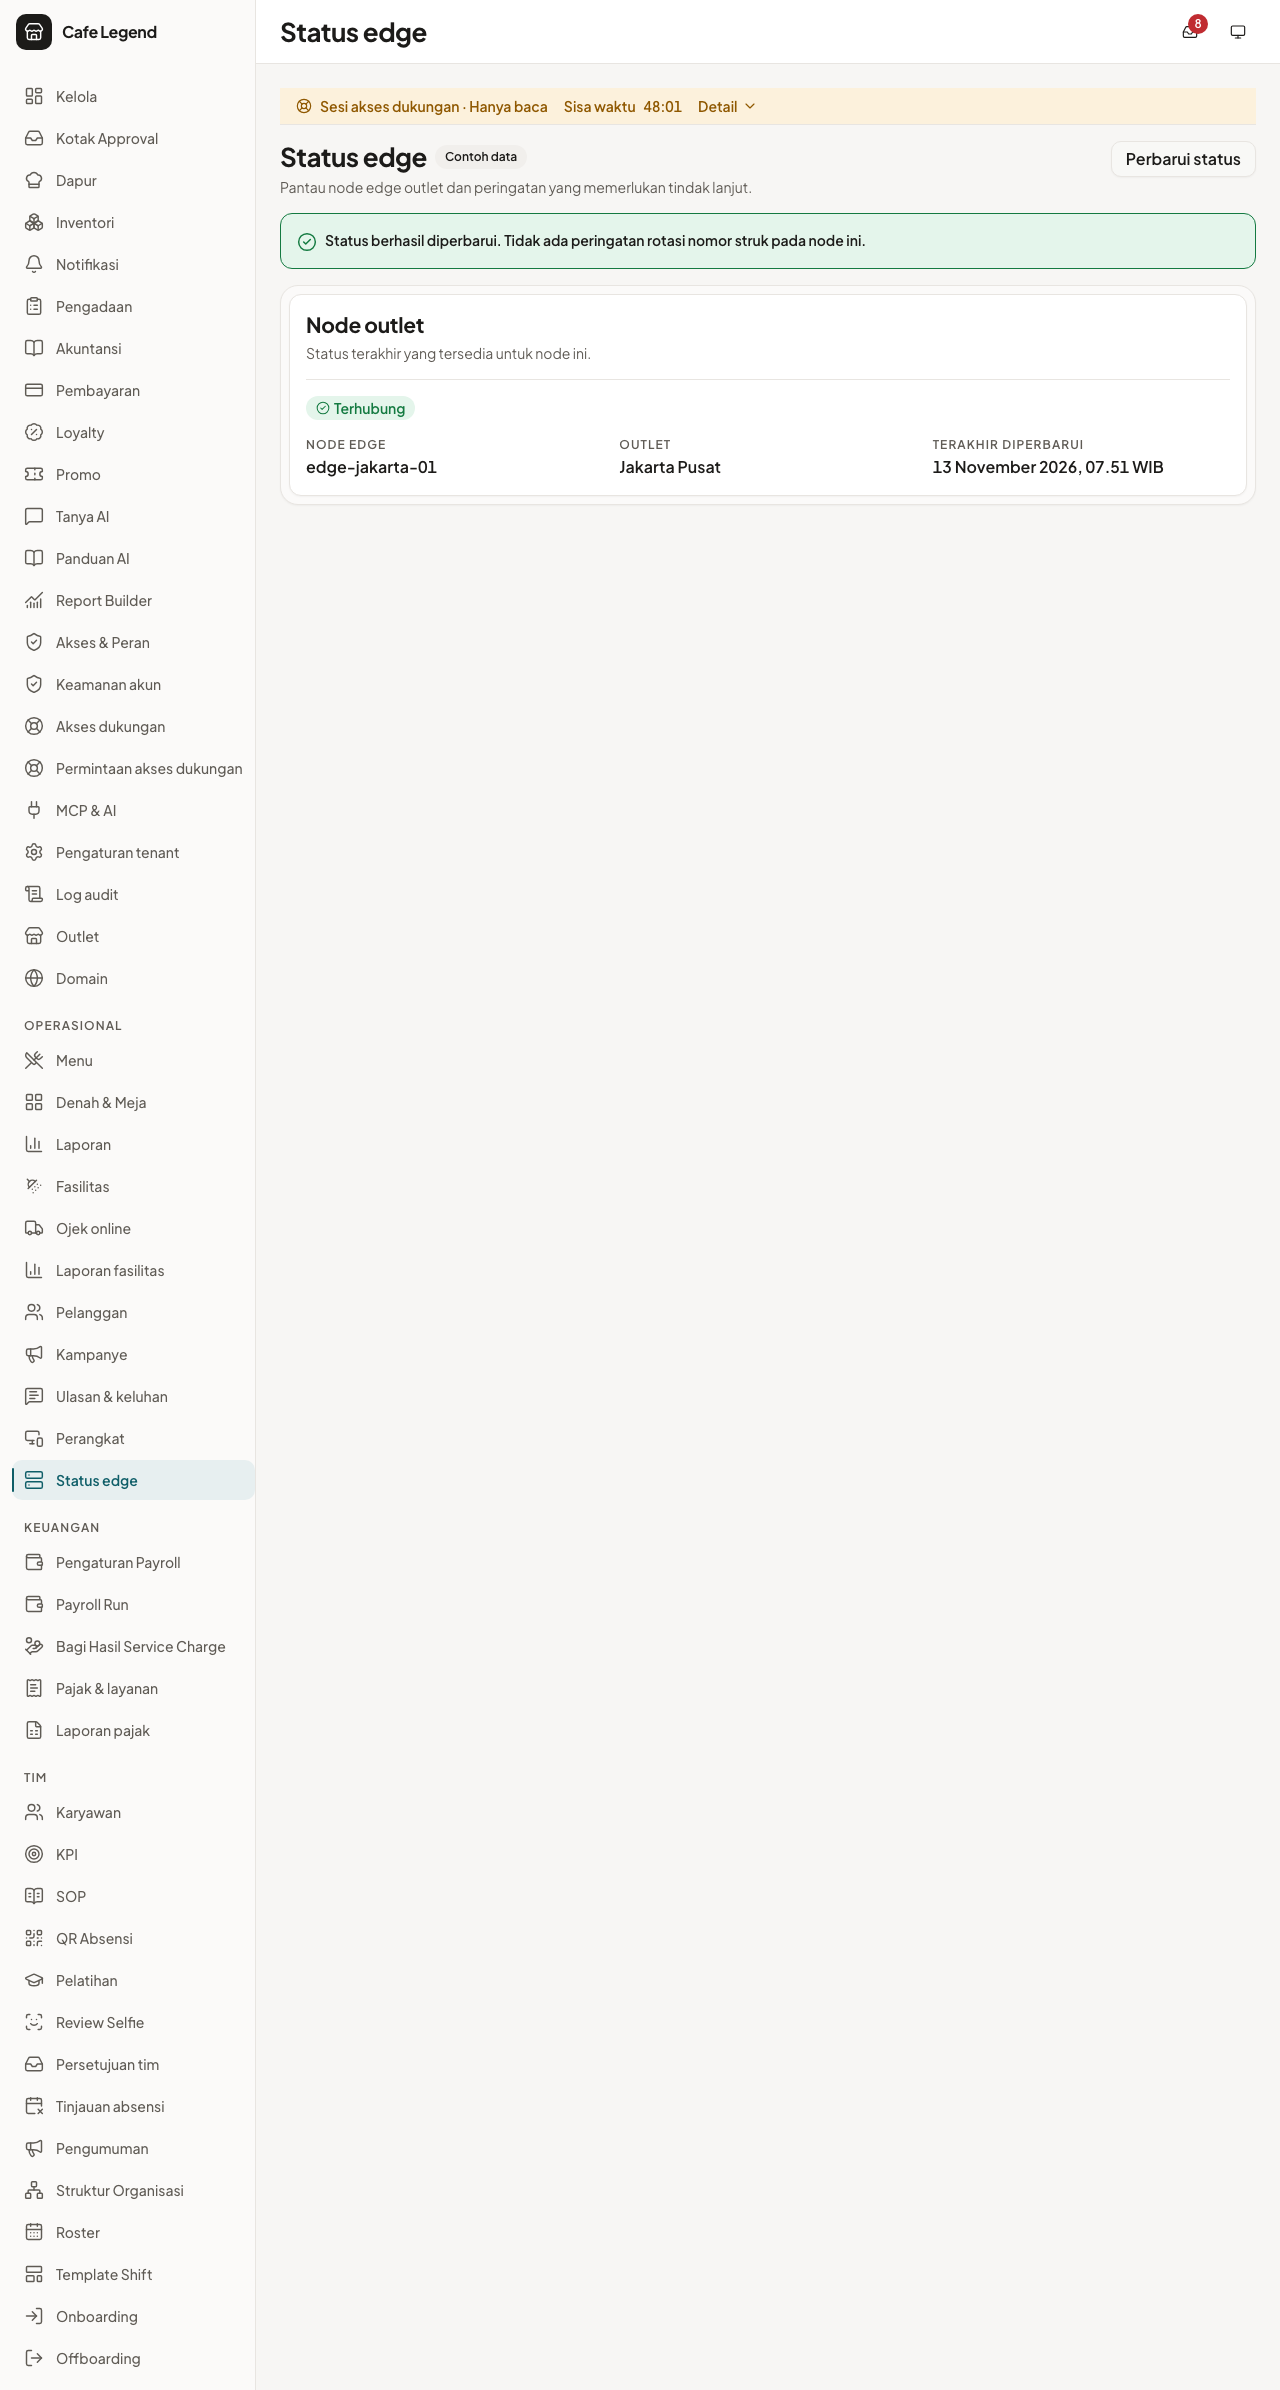 Cafe Legend
Status edge
8
Kelola
Kotak Approval
Dapur
Inventori
Notifikasi
Pengadaan
Akuntansi
Pembayaran
Loyalty
Promo
Tanya AI
Panduan AI
Report Builder
Akses & Peran
Keamanan akun
Akses dukungan
Permintaan akses dukungan
MCP & AI
Pengaturan tenant
Log audit
Outlet
Domain
OPERASIONAL
Menu
Denah & Meja
Laporan
Fasilitas
Ojek online
Laporan fasilitas
Pelanggan
Kampanye
Ulasan & keluhan
Perangkat
Status edge
KEUANGAN
Pengaturan Payroll
Payroll Run
Bagi Hasil Service Charge
Pajak & layanan
Laporan pajak
TIM
Karyawan
KPI
SOP
QR Absensi
Pelatihan
Review Selfie
Persetujuan tim
Tinjauan absensi
Pengumuman
Struktur Organisasi
Roster
Template Shift
Onboarding
Offboarding
Sesi akses dukungan · Hanya baca Sisa waktu 48:01 Detail
Status edge Contoh data
Perbarui status
Pantau node edge outlet dan peringatan yang memerlukan tindak lanjut.
Status berhasil diperbarui. Tidak ada peringatan rotasi nomor struk pada node ini.
Node outlet
Status terakhir yang tersedia untuk node ini.
Terhubung
NODE EDGE
edge-jakarta-01
OUTLET
Jakarta Pusat
TERAKHIR DIPERBARUI
13 November 2026, 07.51 WIB